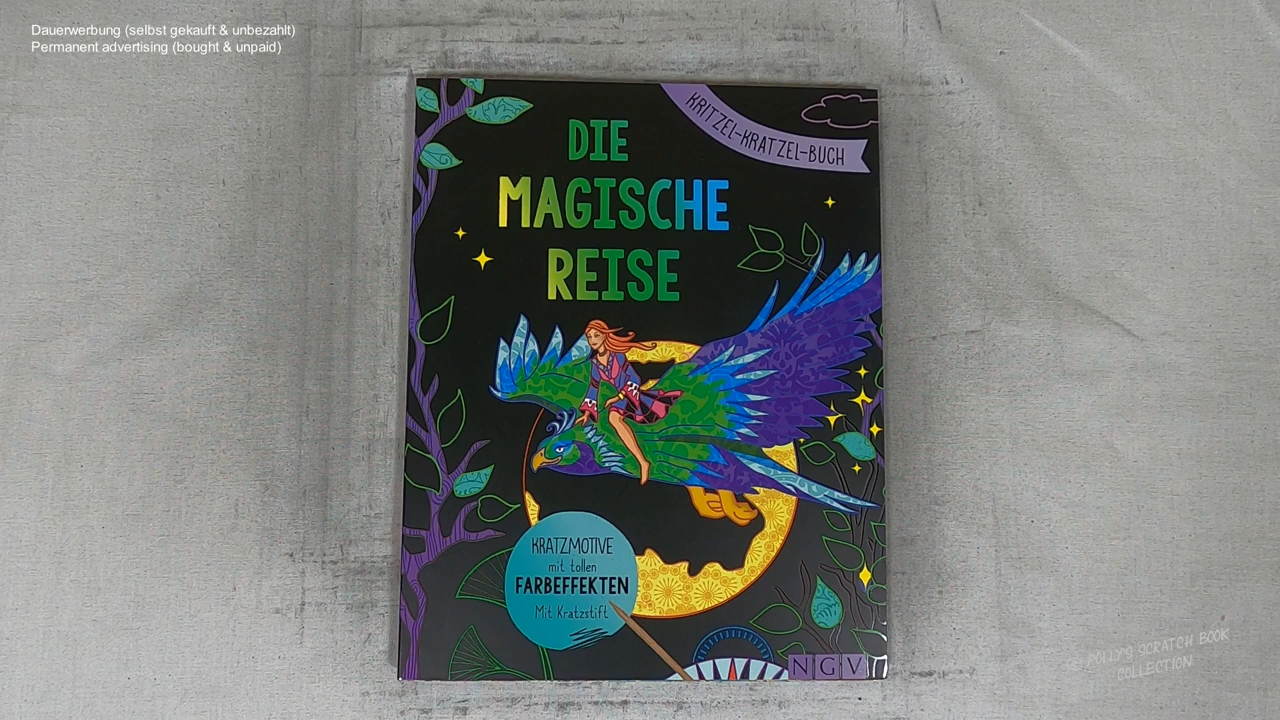 Dauerwerbung (selbst gekauft & unbezahlt)
Permanent advertising (bought & unpaid)
KRITZEL-KRATZEL-BUCH
DIE
MAGISCHE
REISE
KRATZMOTIVE
mit tollen
FARBEFFEKTEN
Mit Kratzstift
NGV
SCRATCH BOOK
COLLECTION